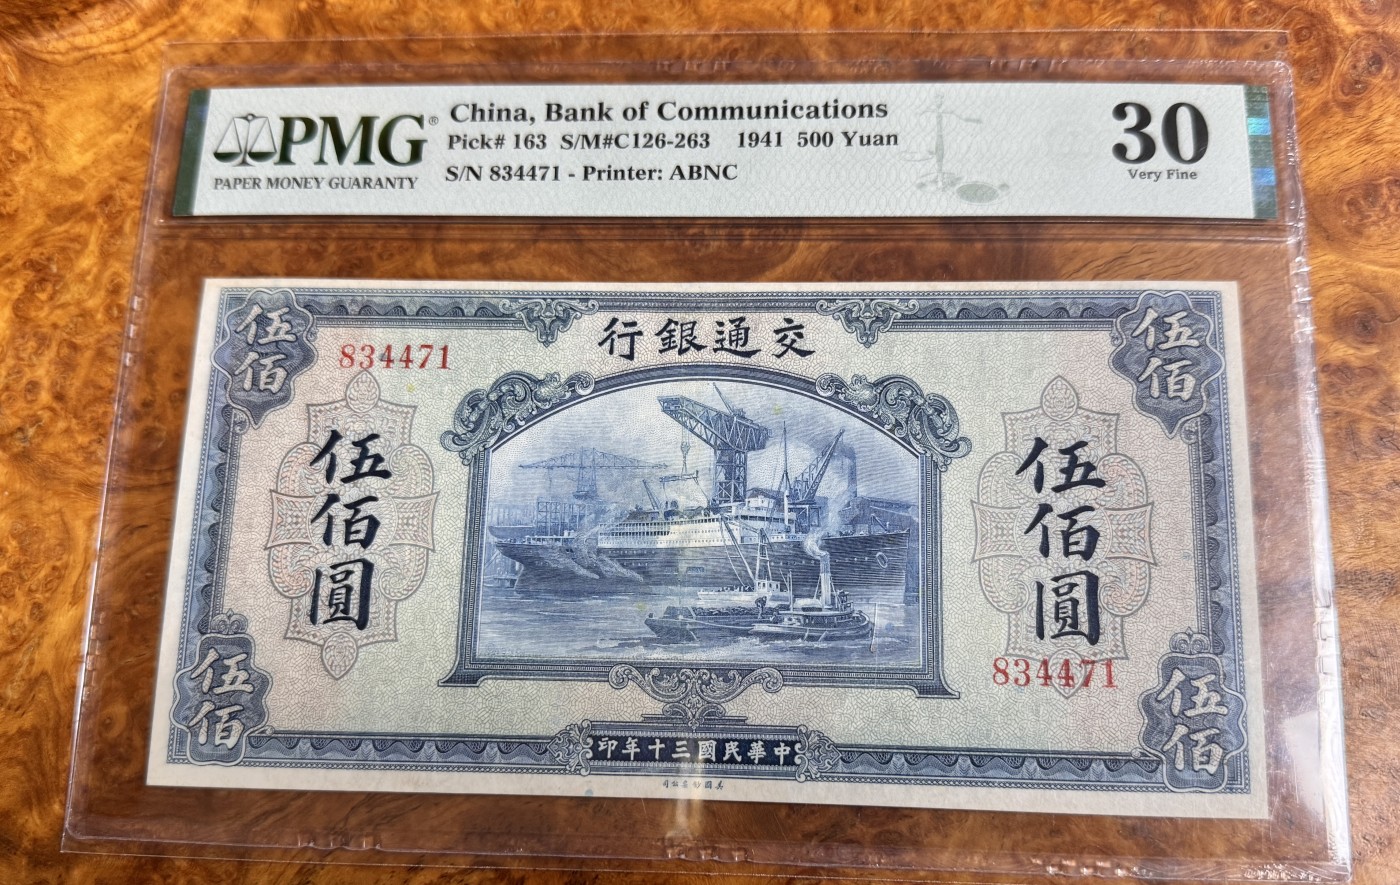 PMG®
PAPER MONEY GUARANTY
China, Bank of Communications
Pick# 163 S/M#C126-263 1941 500 Yuan
S/N 834471 - Printer: ABNC
30
Very Fine
伍佰
伍佰
行銀通交
834471
伍佰圓
伍佰圓
834471
伍佰
伍佰
印年十三國民華中